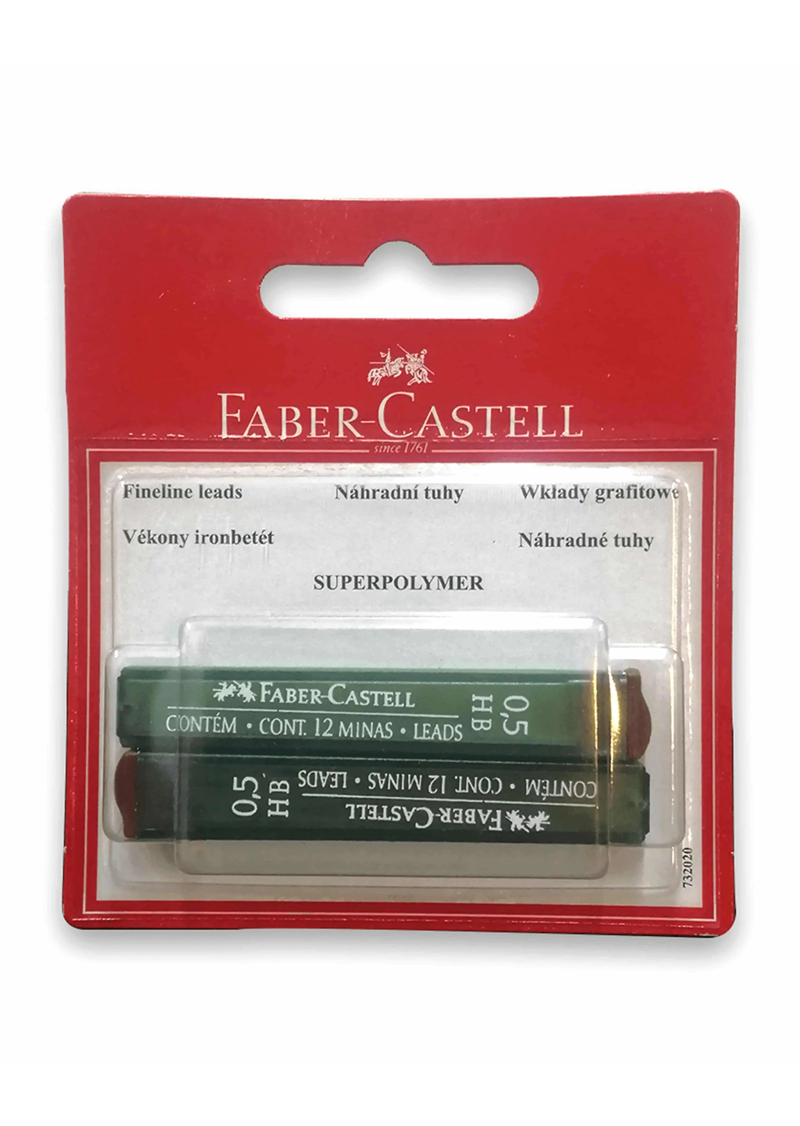 FABER-CASTELL
since 1761
Fineline leads Náhradní tuhy Wkłady grafitowe
Vékony ironbetét Náhradné tuhy
SUPERPOLYMER
FABER-CASTELL
CONTÉM • CONT. 12 MINAS • LEADS
0,5
HB
0,5
HB
CONTÉM • CONT. 12 MINAS • LEADS
FABER-CASTELL
732020